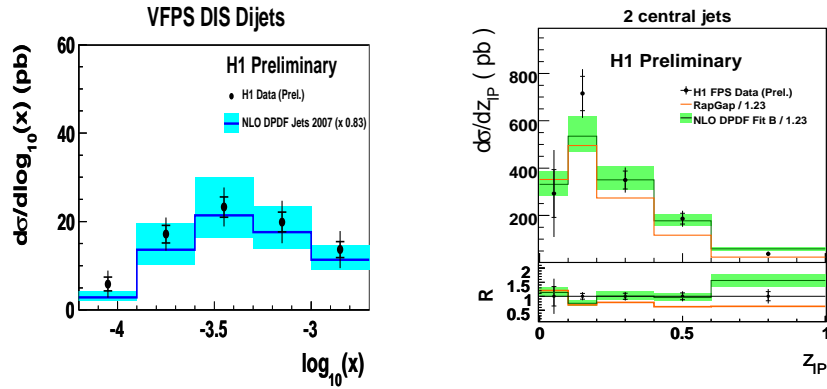 VFPS DIS Dijets
dσ/dlog10(x) (pb)
60
40
20
0
H1 Preliminary
H1 Data (Prel.)
NLO DPDF Jets 2007 (x 0.83)
-4
-3.5
-3
log10(x)
2 central jets
dσ/dzIP ( pb )
800
600
400
200
H1 Preliminary
H1 FPS Data (Prel.)
RapGap / 1.23
NLO DPDF Fit B / 1.23
R
2
1.5
1
0.5
0
0.5
1
zIP